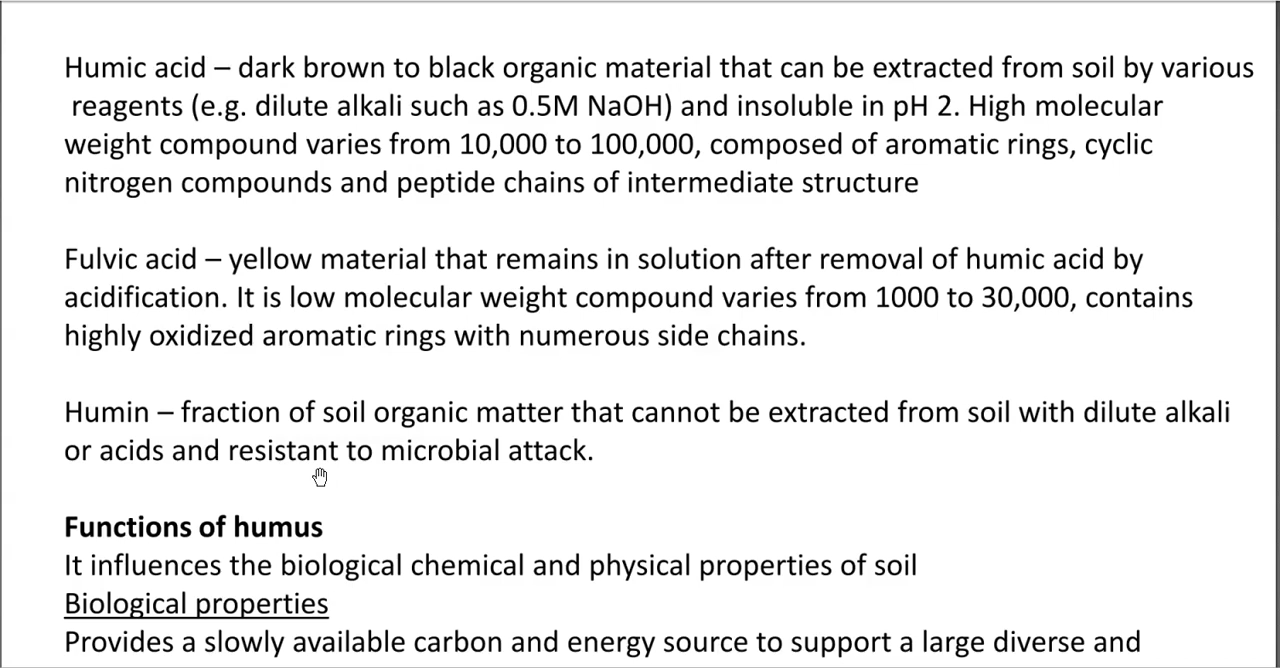 Humic acid – dark brown to black organic material that can be extracted from soil by various
reagents (e.g. dilute alkali such as 0.5M NaOH) and insoluble in pH 2. High molecular
weight compound varies from 10,000 to 100,000, composed of aromatic rings, cyclic
nitrogen compounds and peptide chains of intermediate structure
Fulvic acid – yellow material that remains in solution after removal of humic acid by
acidification. It is low molecular weight compound varies from 1000 to 30,000, contains
highly oxidized aromatic rings with numerous side chains.
Humin – fraction of soil organic matter that cannot be extracted from soil with dilute alkali
or acids and resistant to microbial attack.
Functions of humus
It influences the biological chemical and physical properties of soil
Biological properties
Provides a slowly available carbon and energy source to support a large diverse and